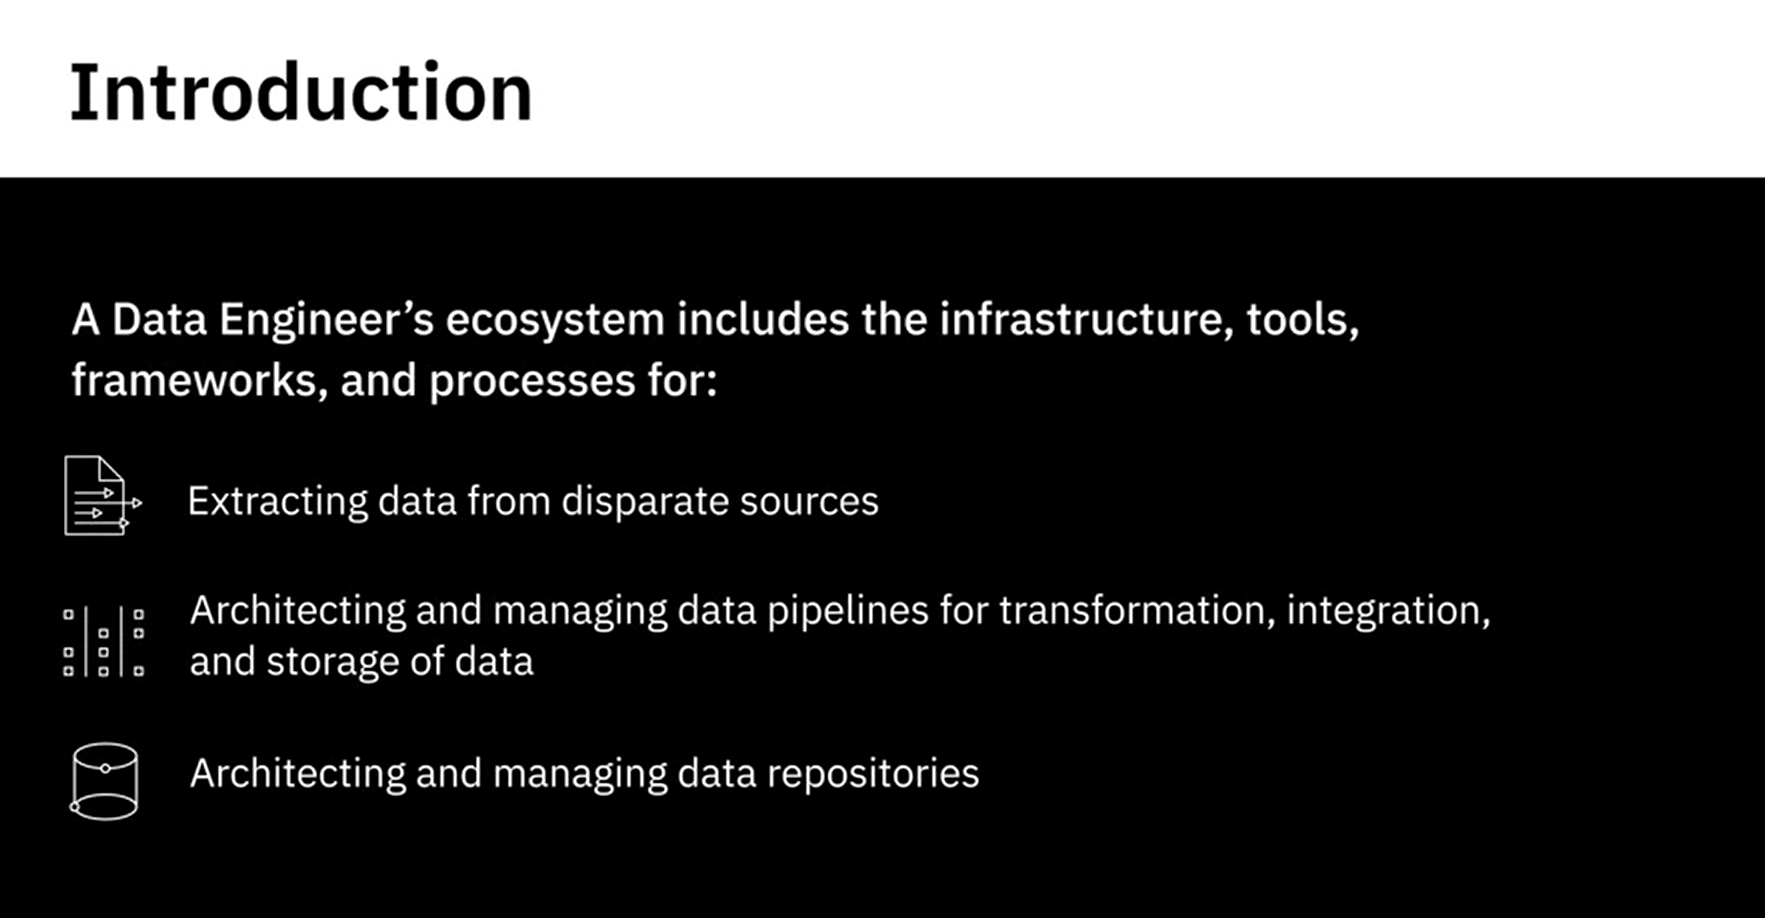 Introduction
A Data Engineer’s ecosystem includes the infrastructure, tools,
frameworks, and processes for:
Extracting data from disparate sources
Architecting and managing data pipelines for transformation, integration,
and storage of data
Architecting and managing data repositories